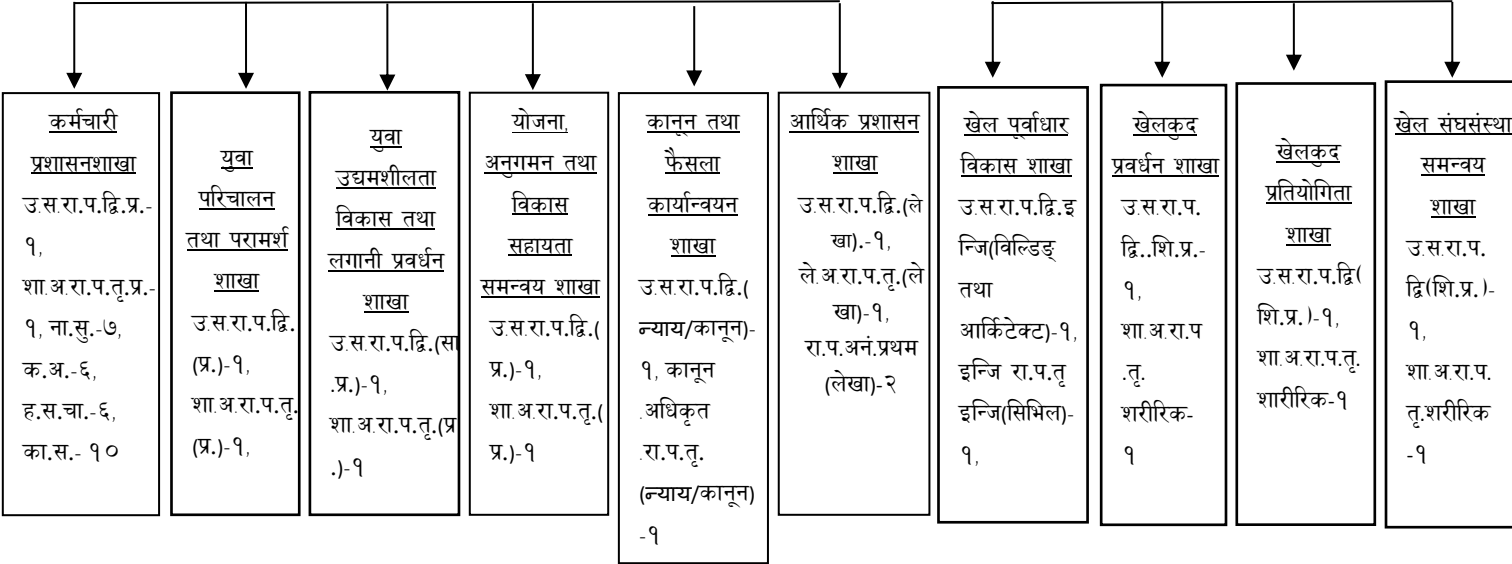 कर्मचारी
प्रशासनशाखा
उ.स.रा.प.द्वि.प्र.-
१,
शा.अ.रा.प.तृ.प्र.-
१, ना.सु.-७,
क.अ.-६,
ह.स.चा.-६,
का.स.- १०
युवा
परिचालन
तथा परामर्श
शाखा
उ.स.रा.प.द्वि.
(प्र.)-१,
शा.अ.रा.प.तृ.
(प्र.)-१,
युवा
उद्यमशीलता
विकास तथा
लगानी प्रवर्धन
शाखा
उ.स.रा.प.द्वि.(सा
.प्र.)-१,
शा.अ.रा.प.तृ.(प्र
.)-१
योजना,
अनुगमन तथा
विकास
सहायता
समन्वय शाखा
उ.स.रा.प.द्वि.(
प्र.)-१,
शा.अ.रा.प.तृ.(
प्र.)-१
कानून तथा
फैसला
कार्यान्वयन
शाखा
उ.स.रा.प.द्वि.(
न्याय/कानून)-
१, कानून
.अधिकृत
.रा.प.तृ.
(न्याय/कानून)
-१
आर्थिक प्रशासन
शाखा
उ.स.रा.प.द्वि.(ले
खा).-१,
ले.अ.रा.प.तृ.(ले
खा)-१,
रा.प.अनं.प्रथम
(लेखा)-२
खेल पूर्वाधार
विकास शाखा
उ.स.रा.प.द्वि.इ
न्जि(विल्डिङ्
तथा
आर्किटेक्ट)-१,
इन्जि रा.प.तृ
इन्जि(सिभिल)-
१,
खेलकुद
प्रवर्धन शाखा
उ.स.रा.प.
द्वि..शि.प्र.-
१,
शा.अ.रा.प
.तृ.
शरीरिक-
१
खेलकुद
प्रतियोगिता
शाखा
उ.स.रा.प.द्वि(
शि.प्र.)-१,
शा.अ.रा.प.तृ.
शारीरिक-१
खेल संघसंस्था
समन्वय
शाखा
उ.स.रा.प.
द्वि(शि.प्र.)-
१,
शा.अ.रा.प.
तृ.शरीरिक
-१